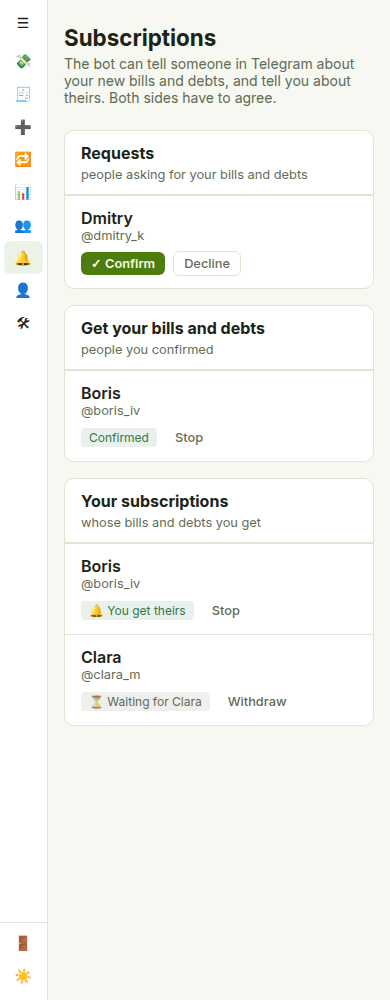 Subscriptions
The bot can tell someone in Telegram about
your new bills and debts, and tell you about
theirs. Both sides have to agree.
Requests
people asking for your bills and debts
Dmitry
@dmitry_k
✓ Confirm
Decline
Get your bills and debts
people you confirmed
Boris
@boris_iv
Confirmed
Stop
Your subscriptions
whose bills and debts you get
Boris
@boris_iv
🔔 You get theirs
Stop
Clara
@clara_m
⏳ Waiting for Clara
Withdraw